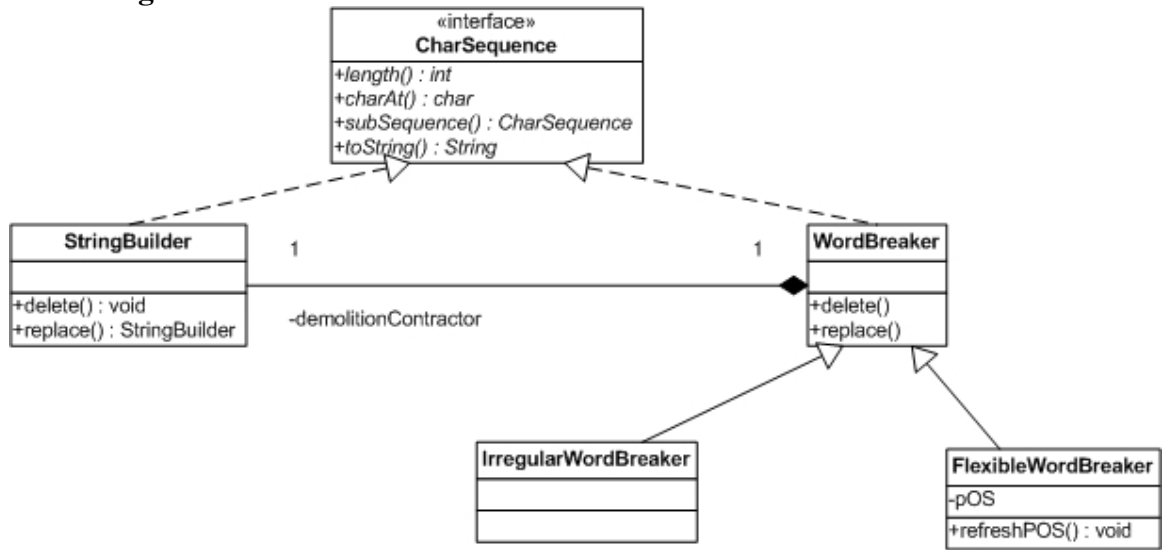 «interface»
CharSequence
+length() : int
+charAt() : char
+subSequence() : CharSequence
+toString() : String
StringBuilder
+delete() : void
+replace() : StringBuilder
1
1
-demolitionContractor
WordBreaker
+delete()
+replace()
IrregularWordBreaker
FlexibleWordBreaker
-pOS
+refreshPOS() : void